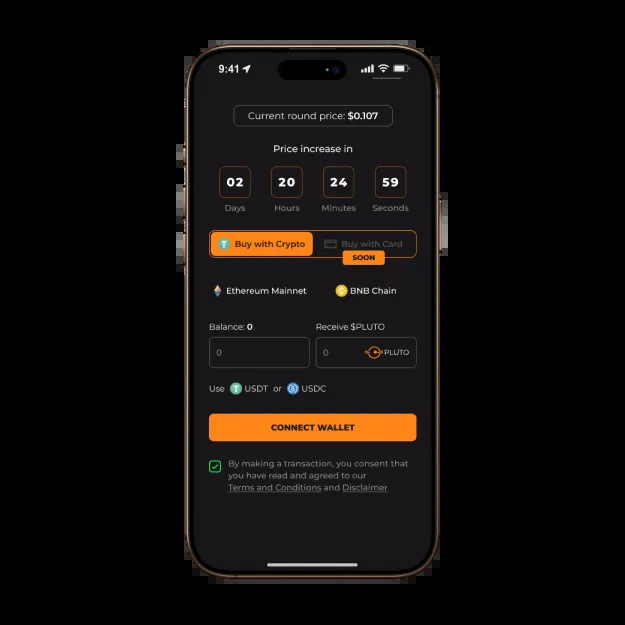 9:41
Current round price: $0.107
Price increase in
02 20 24 59
Days Hours Minutes Seconds
Buy with Crypto Buy with Card
SOON
Ethereum Mainnet BNB Chain
Balance: 0 Receive $PLUTO
0 0 PLUTO
Use USDT or USDC
CONNECT WALLET
By making a transaction, you consent that
you have read and agreed to our
Terms and Conditions and Disclaimer